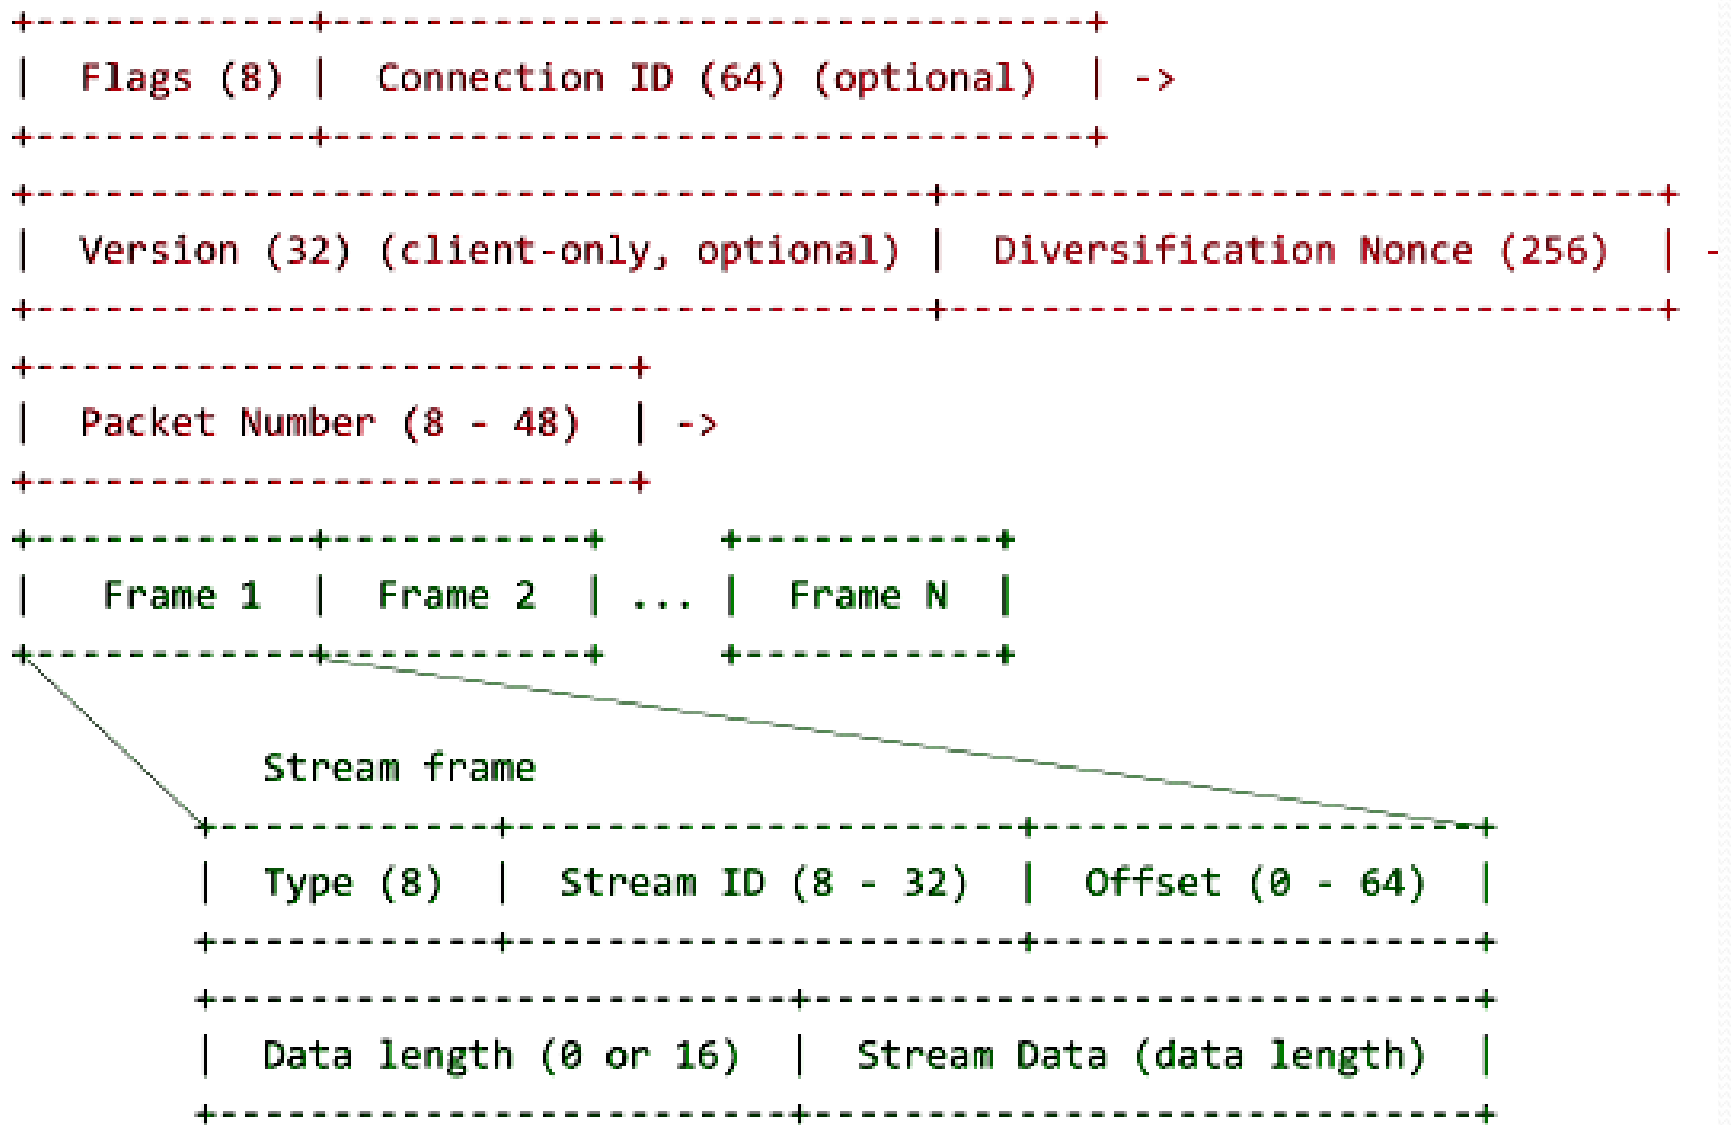 | Flags (8) | Connection ID (64) (optional) | ->
| Version (32) (client-only, optional) | Diversification Nonce (256) | -
| Packet Number (8 - 48) | ->
| Frame 1 | Frame 2 | ... | Frame N |
Stream frame
| Type (8) | Stream ID (8 - 32) | Offset (0 - 64) |
| Data length (0 or 16) | Stream Data (data length) |